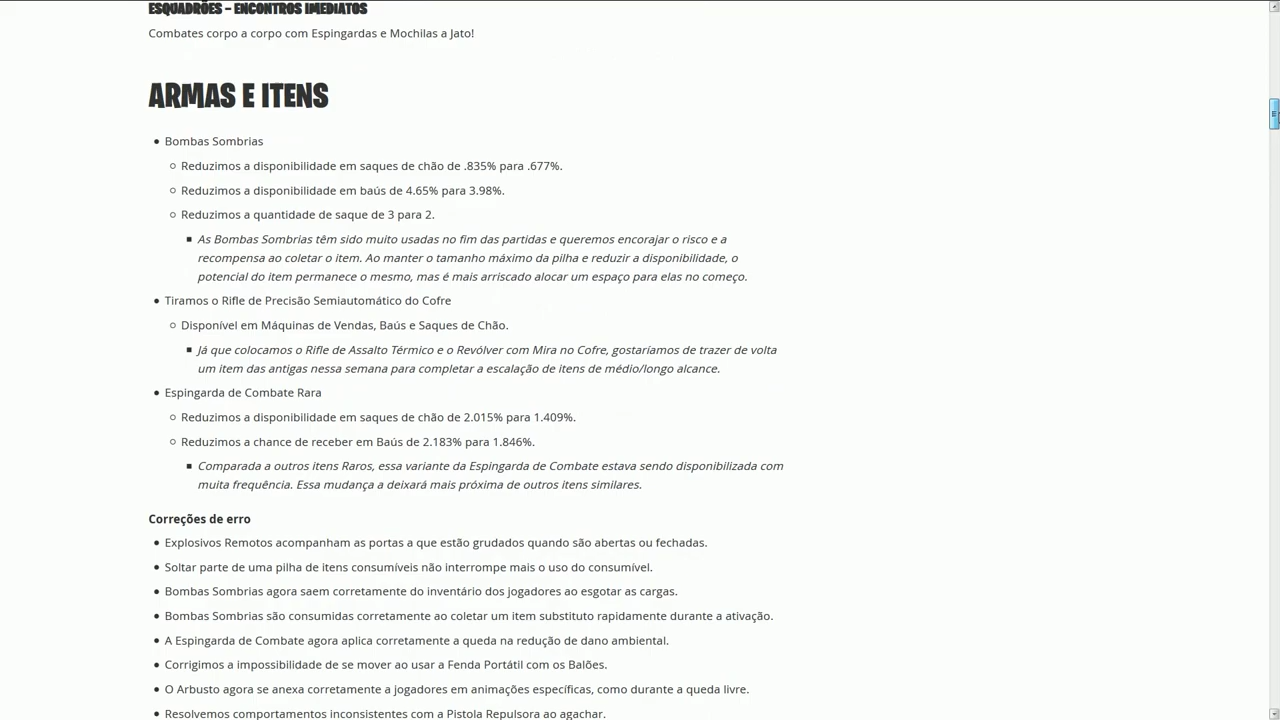 ESQUADRÕES - ENCONTROS IMEDIATOS
Combates corpo a corpo com Espingardas e Mochilas a Jato!
ARMAS E ITENS
Bombas Sombrias
Reduzimos a disponibilidade em saques de chão de .835% para .677%.
Reduzimos a disponibilidade em baús de 4.65% para 3.98%.
Reduzimos a quantidade de saque de 3 para 2.
As Bombas Sombrias têm sido muito usadas no fim das partidas e queremos encorajar o risco e a
recompensa ao coletar o item. Ao manter o tamanho máximo da pilha e reduzir a disponibilidade, o
potencial do item permanece o mesmo, mas é mais arriscado alocar um espaço para elas no começo.
Tiramos o Rifle de Precisão Semiautomático do Cofre
Disponível em Máquinas de Vendas, Baús e Saques de Chão.
Já que colocamos o Rifle de Assalto Térmico e o Revólver com Mira no Cofre, gostaríamos de trazer de volta
um item das antigas nessa semana para completar a escalação de itens de médio/longo alcance.
Espingarda de Combate Rara
Reduzimos a disponibilidade em saques de chão de 2.015% para 1.409%.
Reduzimos a chance de receber em Baús de 2.183% para 1.846%.
Comparada a outros itens Raros, essa variante da Espingarda de Combate estava sendo disponibilizada com
muita frequência. Essa mudança a deixará mais próxima de outros itens similares.
Correções de erro
Explosivos Remotos acompanham as portas a que estão grudados quando são abertas ou fechadas.
Soltar parte de uma pilha de itens consumíveis não interrompe mais o uso do consumível.
Bombas Sombrias agora saem corretamente do inventário dos jogadores ao esgotar as cargas.
Bombas Sombrias são consumidas corretamente ao coletar um item substituto rapidamente durante a ativação.
A Espingarda de Combate agora aplica corretamente a queda na redução de dano ambiental.
Corrigimos a impossibilidade de se mover ao usar a Fenda Portátil com os Balões.
O Arbusto agora se anexa corretamente a jogadores em animações específicas, como durante a queda livre.
Resolvemos comportamentos inconsistentes com a Pistola Repulsora ao agachar.